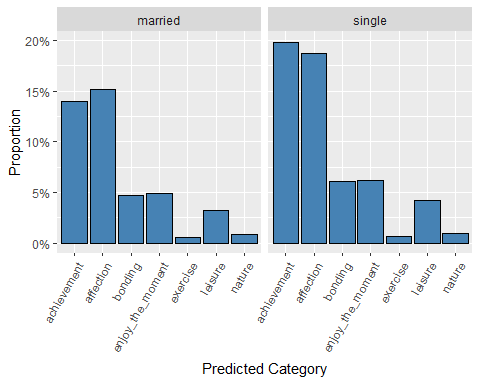 married
single
Proportion
20%
15%
10%
5%
0%
achievement
affection
bonding
enjoy_the_moment
exercise
leisure
nature
achievement
affection
bonding
enjoy_the_moment
exercise
leisure
nature
Predicted Category